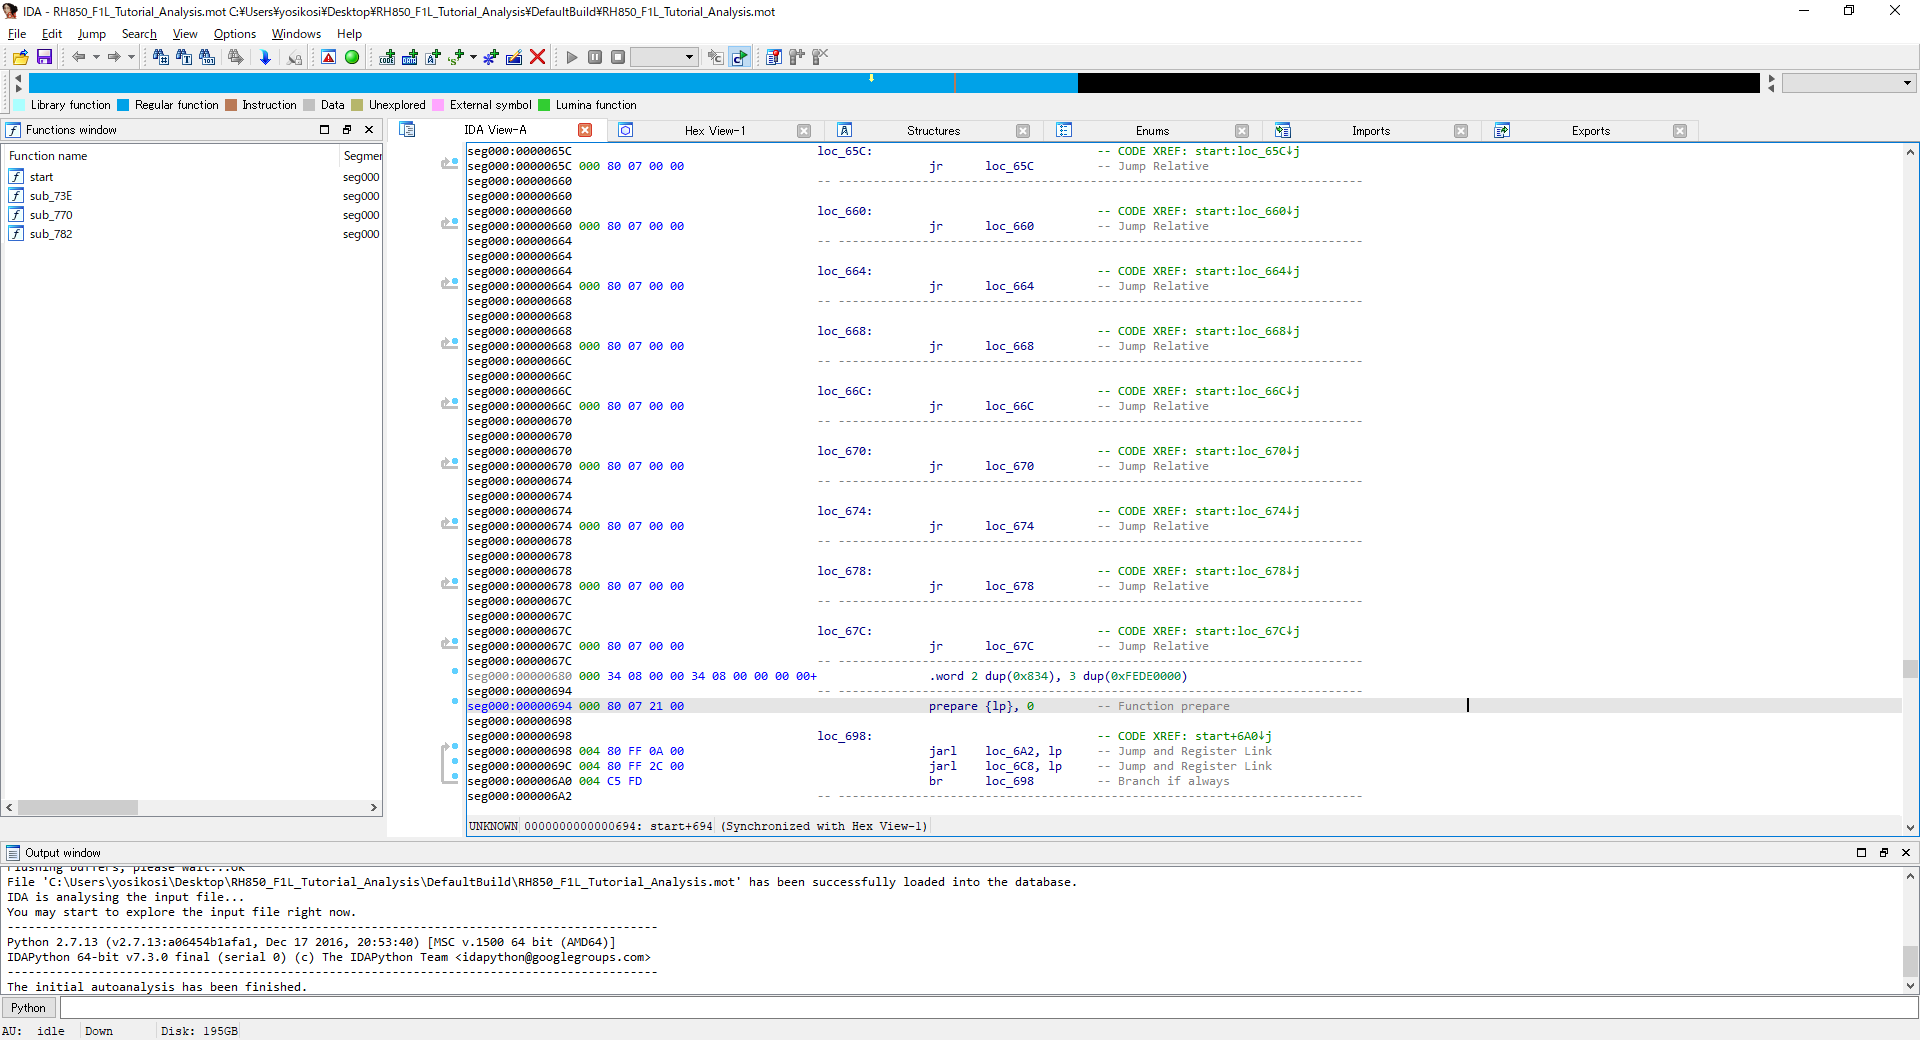 IDA - RH850_F1L_Tutorial_Analysis.mot C:¥Users¥yosikosi¥Desktop¥RH850_F1L_Tutorial_Analysis¥DefaultBuild¥RH850_F1L_Tutorial_Analysis.mot
File Edit Jump Search View Options Windows Help
Library function Regular function Instruction Data Unexplored External symbol Lumina function
Functions window
Function name Segmer
start seg000
sub_73E seg000
sub_770 seg000
sub_782 seg000
IDA View-A Hex View-1 Structures Enums Imports Exports
seg000:0000065C loc_65C: -- CODE XREF: start:loc_65C↓j
seg000:0000065C 000 80 07 00 00 jr loc_65C -- Jump Relative
seg000:00000660 -- ---------------------------------------------------------------------------
seg000:00000660
seg000:00000660 loc_660: -- CODE XREF: start:loc_660↓j
seg000:00000660 000 80 07 00 00 jr loc_660 -- Jump Relative
seg000:00000664 -- ---------------------------------------------------------------------------
seg000:00000664
seg000:00000664 loc_664: -- CODE XREF: start:loc_664↓j
seg000:00000664 000 80 07 00 00 jr loc_664 -- Jump Relative
seg000:00000668 -- ---------------------------------------------------------------------------
seg000:00000668
seg000:00000668 loc_668: -- CODE XREF: start:loc_668↓j
seg000:00000668 000 80 07 00 00 jr loc_668 -- Jump Relative
seg000:0000066C -- ---------------------------------------------------------------------------
seg000:0000066C
seg000:0000066C loc_66C: -- CODE XREF: start:loc_66C↓j
seg000:0000066C 000 80 07 00 00 jr loc_66C -- Jump Relative
seg000:00000670 -- ---------------------------------------------------------------------------
seg000:00000670
seg000:00000670 loc_670: -- CODE XREF: start:loc_670↓j
seg000:00000670 000 80 07 00 00 jr loc_670 -- Jump Relative
seg000:00000674 -- ---------------------------------------------------------------------------
seg000:00000674
seg000:00000674 loc_674: -- CODE XREF: start:loc_674↓j
seg000:00000674 000 80 07 00 00 jr loc_674 -- Jump Relative
seg000:00000678 -- ---------------------------------------------------------------------------
seg000:00000678
seg000:00000678 loc_678: -- CODE XREF: start:loc_678↓j
seg000:00000678 000 80 07 00 00 jr loc_678 -- Jump Relative
seg000:0000067C -- ---------------------------------------------------------------------------
seg000:0000067C
seg000:0000067C loc_67C: -- CODE XREF: start:loc_67C↓j
seg000:0000067C 000 80 07 00 00 jr loc_67C -- Jump Relative
seg000:0000067C -- ---------------------------------------------------------------------------
seg000:00000680 000 34 08 00 00 34 08 00 00 00 00+ .word 2 dup(0x834), 3 dup(0xFEDE0000)
seg000:00000694 -- ---------------------------------------------------------------------------
seg000:00000694 000 80 07 21 00 prepare {lp}, 0 -- Function prepare
seg000:00000698
seg000:00000698 loc_698: -- CODE XREF: start+6A0↓j
seg000:00000698 004 80 FF 0A 00 jarl loc_6A2, lp -- Jump and Register Link
seg000:0000069C 004 80 FF 2C 00 jarl loc_6C8, lp -- Jump and Register Link
seg000:000006A0 004 C5 FD br loc_698 -- Branch if always
seg000:000006A2 -- ---------------------------------------------------------------------------
UNKNOWN 0000000000000694: start+694 (Synchronized with Hex View-1)
Output window
Flushing buffers, please wait...ok
File 'C:\Users\yosikosi\Desktop\RH850_F1L_Tutorial_Analysis\DefaultBuild\RH850_F1L_Tutorial_Analysis.mot' has been successfully loaded into the database.
IDA is analysing the input file...
You may start to explore the input file right now.
---------------------------------------------------------------------------------------------
Python 2.7.13 (v2.7.13:a06454b1afa1, Dec 17 2016, 20:53:40) [MSC v.1500 64 bit (AMD64)]
IDAPython 64-bit v7.3.0 final (serial 0) (c) The IDAPython Team <idapython@googlegroups.com>
---------------------------------------------------------------------------------------------
The initial autoanalysis has been finished.
Python
AU: idle Down Disk: 195GB